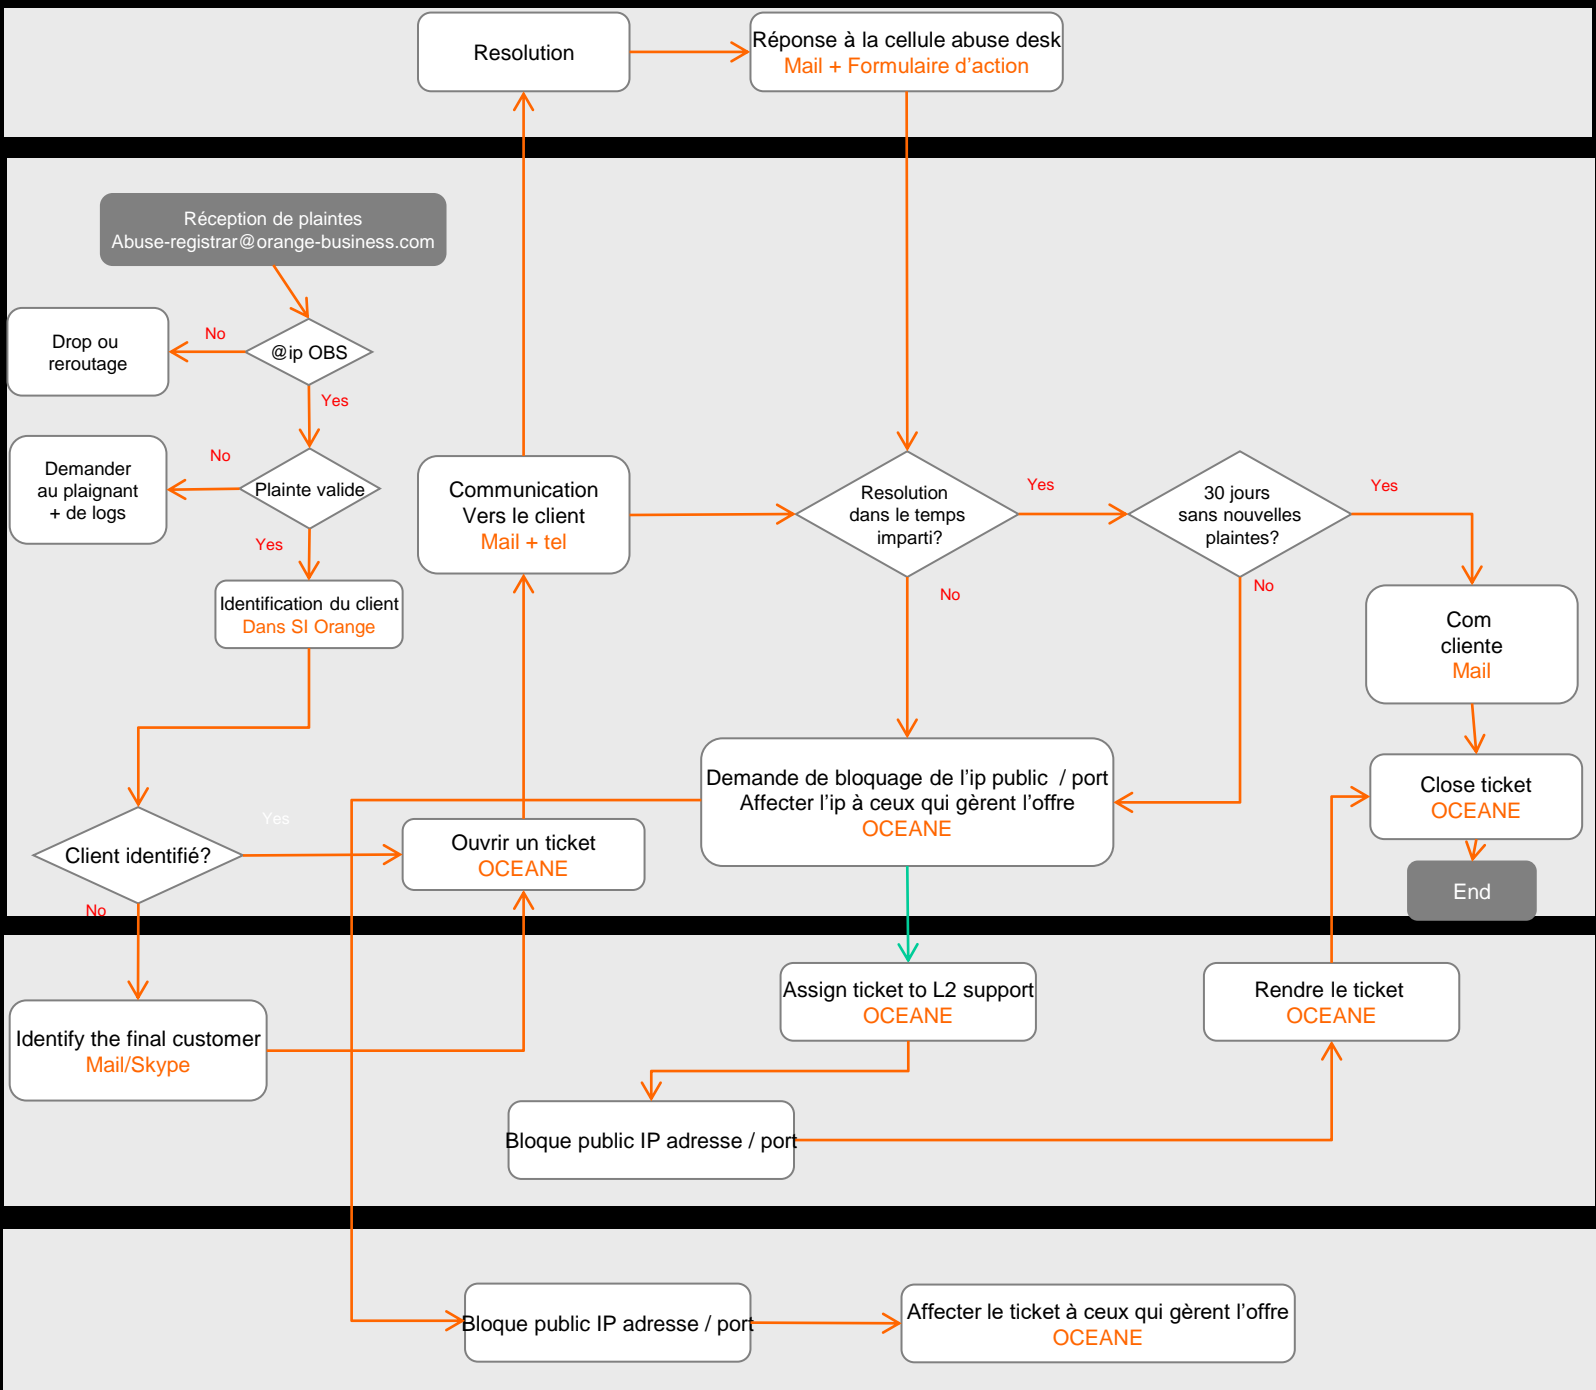 Resolution
Réponse à la cellule abuse desk
Mail + Formulaire d'action
Réception de plaintes
Abuse-registrar@orange-business.com
Drop ou
reroutage
No
@ip OBS
Yes
Demander
au plaignant
+ de logs
No
Plainte valide
Yes
Identification du client
Dans SI Orange
Communication
Vers le client
Mail + tel
Resolution
dans le temps
imparti?
Yes
No
30 jours
sans nouvelles
plaintes?
Yes
No
Com
cliente
Mail
Demande de bloquage de l'ip public / port
Affecter l'ip à ceux qui gèrent l'offre
OCEANE
Close ticket
OCEANE
End
Client identifié?
Yes
No
Ouvrir un ticket
OCEANE
Identify the final customer
Mail/Skype
Assign ticket to L2 support
OCEANE
Rendre le ticket
OCEANE
Bloque public IP adresse / port
Bloque public IP adresse / port
Affecter le ticket à ceux qui gèrent l'offre
OCEANE